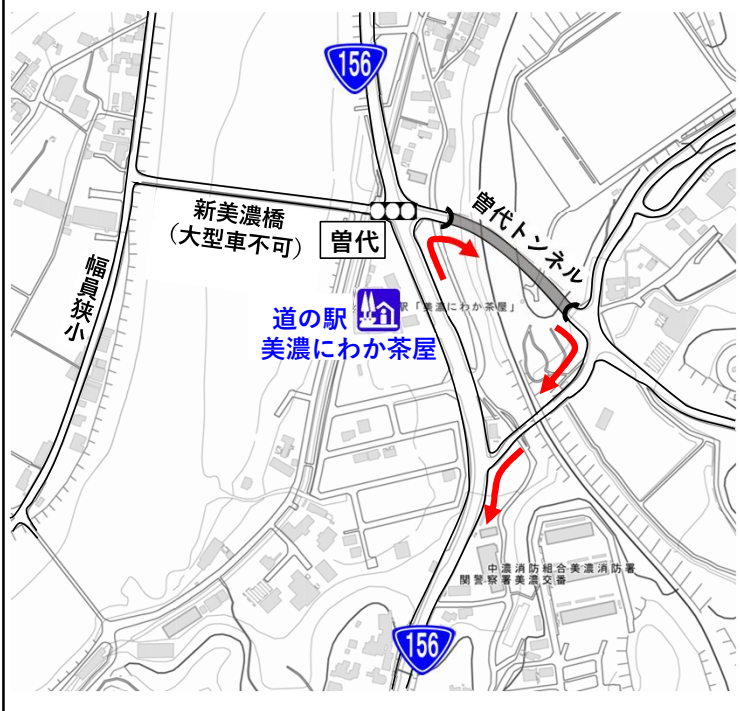 156
曽代トンネル
新美濃橋
（大型車不可）
曽代
幅員狭小
駅「美濃にわか茶屋」
道の駅
美濃にわか茶屋
中濃消防組合美濃消防署
関警察署美濃交番
156